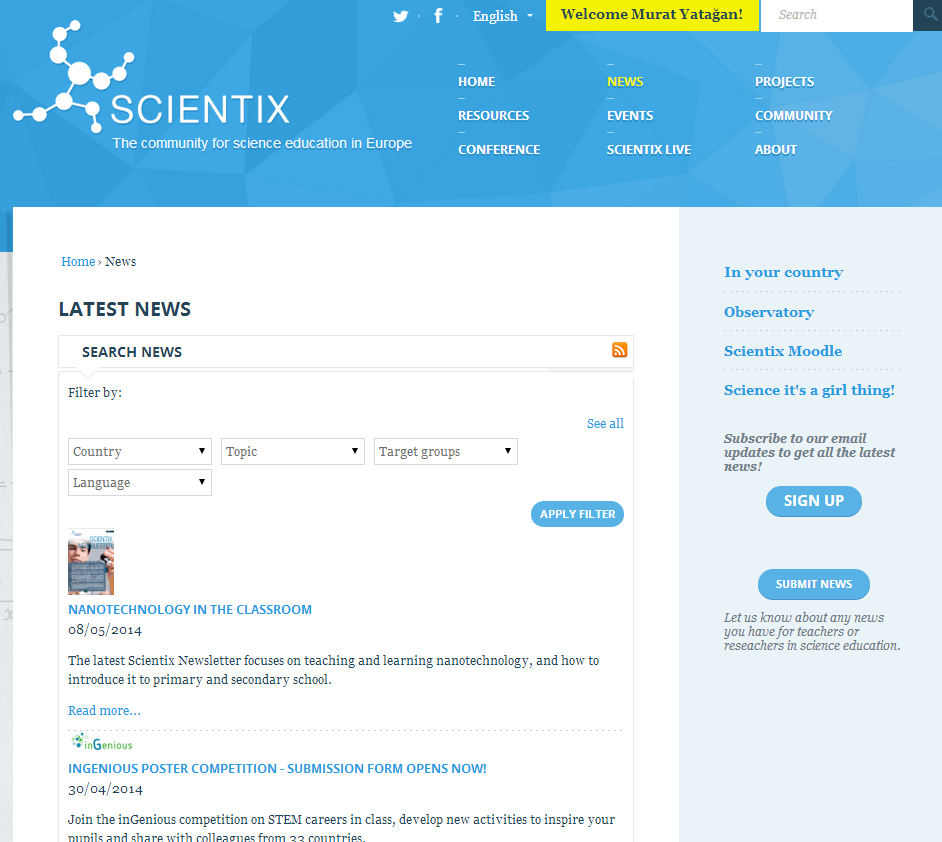 English
Welcome Murat Yatağan!
Search
SCIENTIX
The community for science education in Europe
HOME
NEWS
PROJECTS
RESOURCES
EVENTS
COMMUNITY
CONFERENCE
SCIENTIX LIVE
ABOUT
Home › News
LATEST NEWS
SEARCH NEWS
Filter by:
See all
Country
Topic
Target groups
Language
APPLY FILTER
SCIENTIX
NEWSLETTER
NANOTECHNOLOGY IN THE CLASSROOM
08/05/2014
The latest Scientix Newsletter focuses on teaching and learning nanotechnology, and how to
introduce it to primary and secondary school.
Read more...
inGenious
INGENIOUS POSTER COMPETITION - SUBMISSION FORM OPENS NOW!
30/04/2014
Join the inGenious competition on STEM careers in class, develop new activities to inspire your
pupils and share with colleagues from 33 countries.
In your country
Observatory
Scientix Moodle
Science it's a girl thing!
Subscribe to our email
updates to get all the latest
news!
SIGN UP
SUBMIT NEWS
Let us know about any news
you have for teachers or
reseachers in science education.